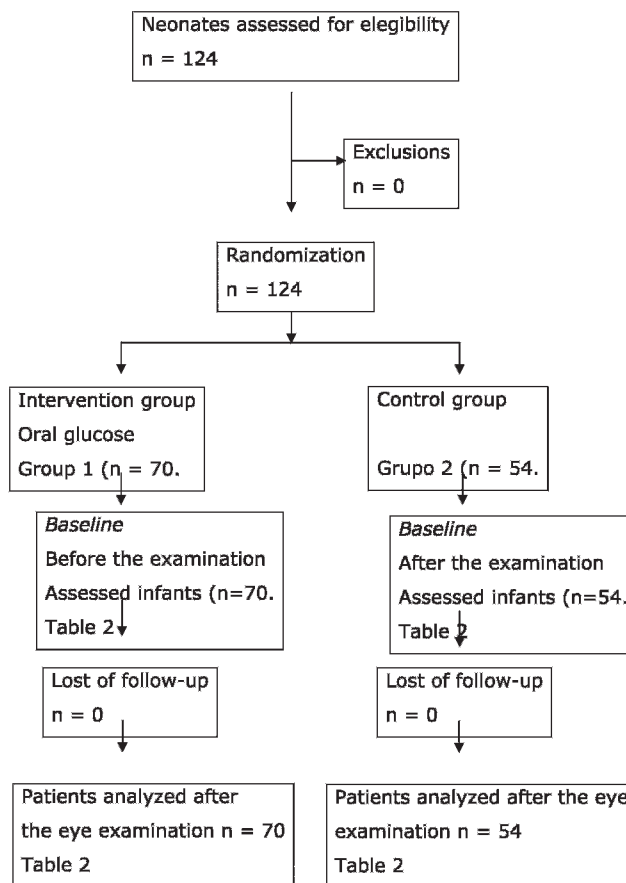 Neonates assessed for elegibility
n = 124
Exclusions
n = 0
Randomization
n = 124
Intervention group
Oral glucose
Group 1 (n = 70.
Control group
Grupo 2 (n = 54.
Baseline
Before the examination
Assessed infants (n=70.
Table 2
Baseline
After the examination
Assessed infants (n=54.
Table 2
Lost of follow-up
n = 0
Lost of follow-up
n = 0
Patients analyzed after
the eye examination n = 70
Table 2
Patients analyzed after the eye
examination n = 54
Table 2